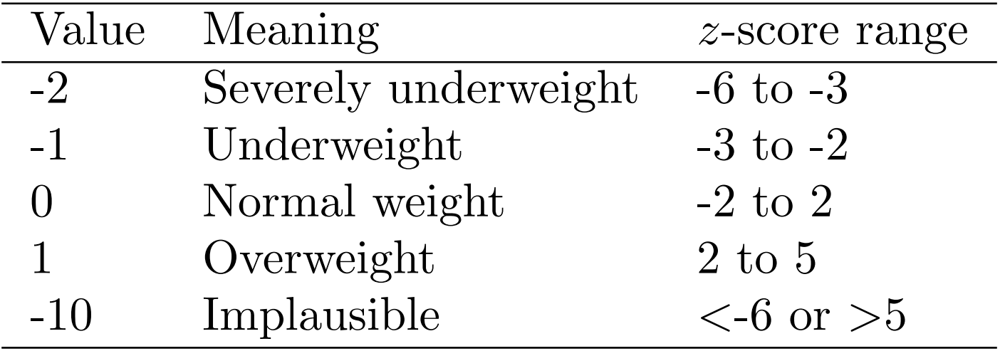 Value Meaning z-score range
-2 Severely underweight -6 to -3
-1 Underweight -3 to -2
0 Normal weight -2 to 2
1 Overweight 2 to 5
-10 Implausible <-6 or >5